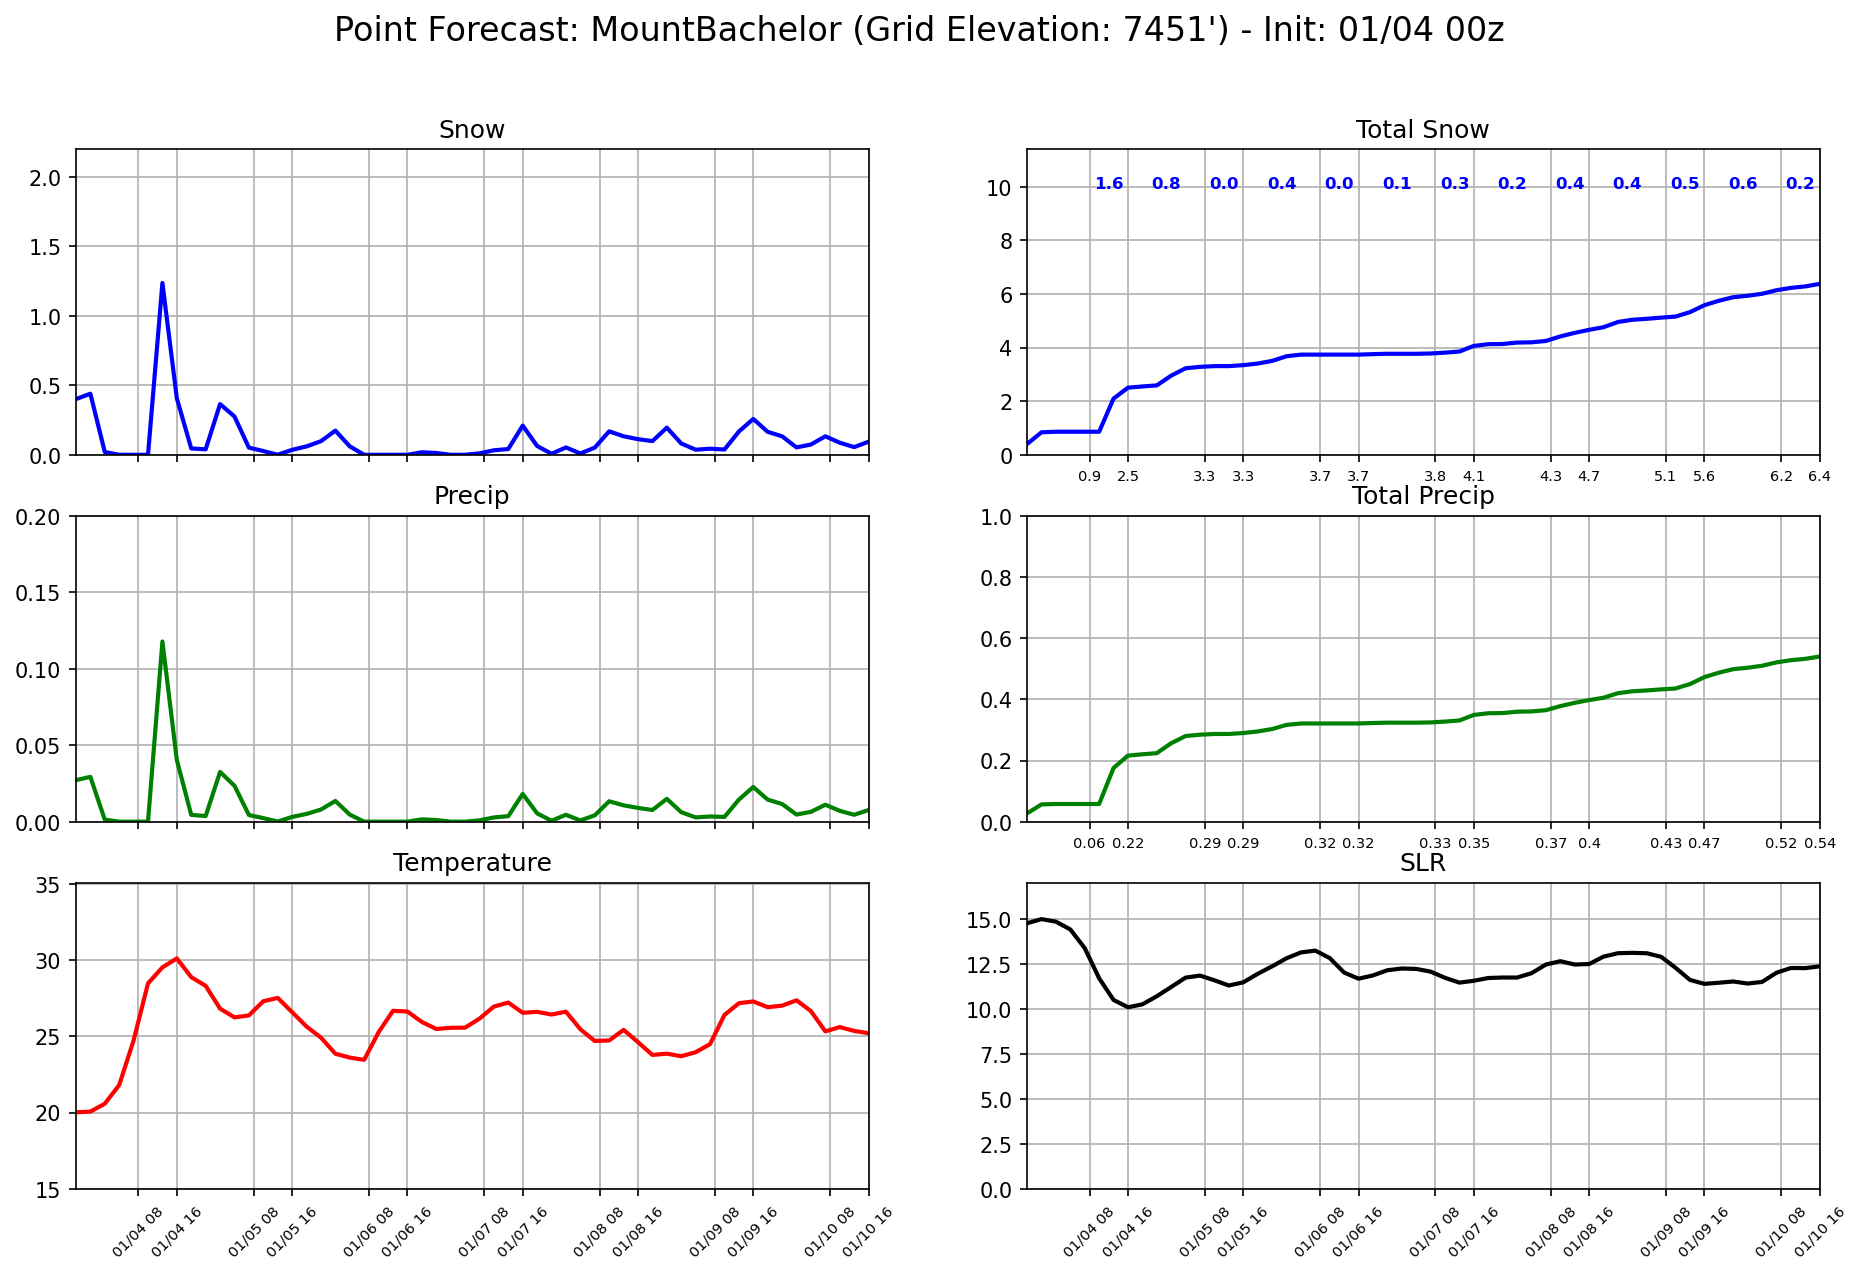 Point Forecast: MountBachelor (Grid Elevation: 7451') - Init: 01/04 00z
Snow
2.0
1.5
1.0
0.5
0.0
Total Snow
10
8
6
4
2
0
1.6 0.8 0.0 0.4 0.0 0.1 0.3 0.2 0.4 0.4 0.5 0.6 0.2
0.9 2.5 3.3 3.3 3.7 3.7 3.8 4.1 4.3 4.7 5.1 5.6 6.2 6.4
Precip
0.20
0.15
0.10
0.05
0.00
Total Precip
1.0
0.8
0.6
0.4
0.2
0.0
0.06 0.22 0.29 0.29 0.32 0.32 0.33 0.35 0.37 0.4 0.43 0.47 0.52 0.54
Temperature
35
30
25
20
15
01/04 08 01/04 16 01/05 08 01/05 16 01/06 08 01/06 16 01/07 08 01/07 16 01/08 08 01/08 16 01/09 08 01/09 16 01/10 08 01/10 16
SLR
15.0
12.5
10.0
7.5
5.0
2.5
0.0
01/04 08 01/04 16 01/05 08 01/05 16 01/06 08 01/06 16 01/07 08 01/07 16 01/08 08 01/08 16 01/09 08 01/09 16 01/10 08 01/10 16